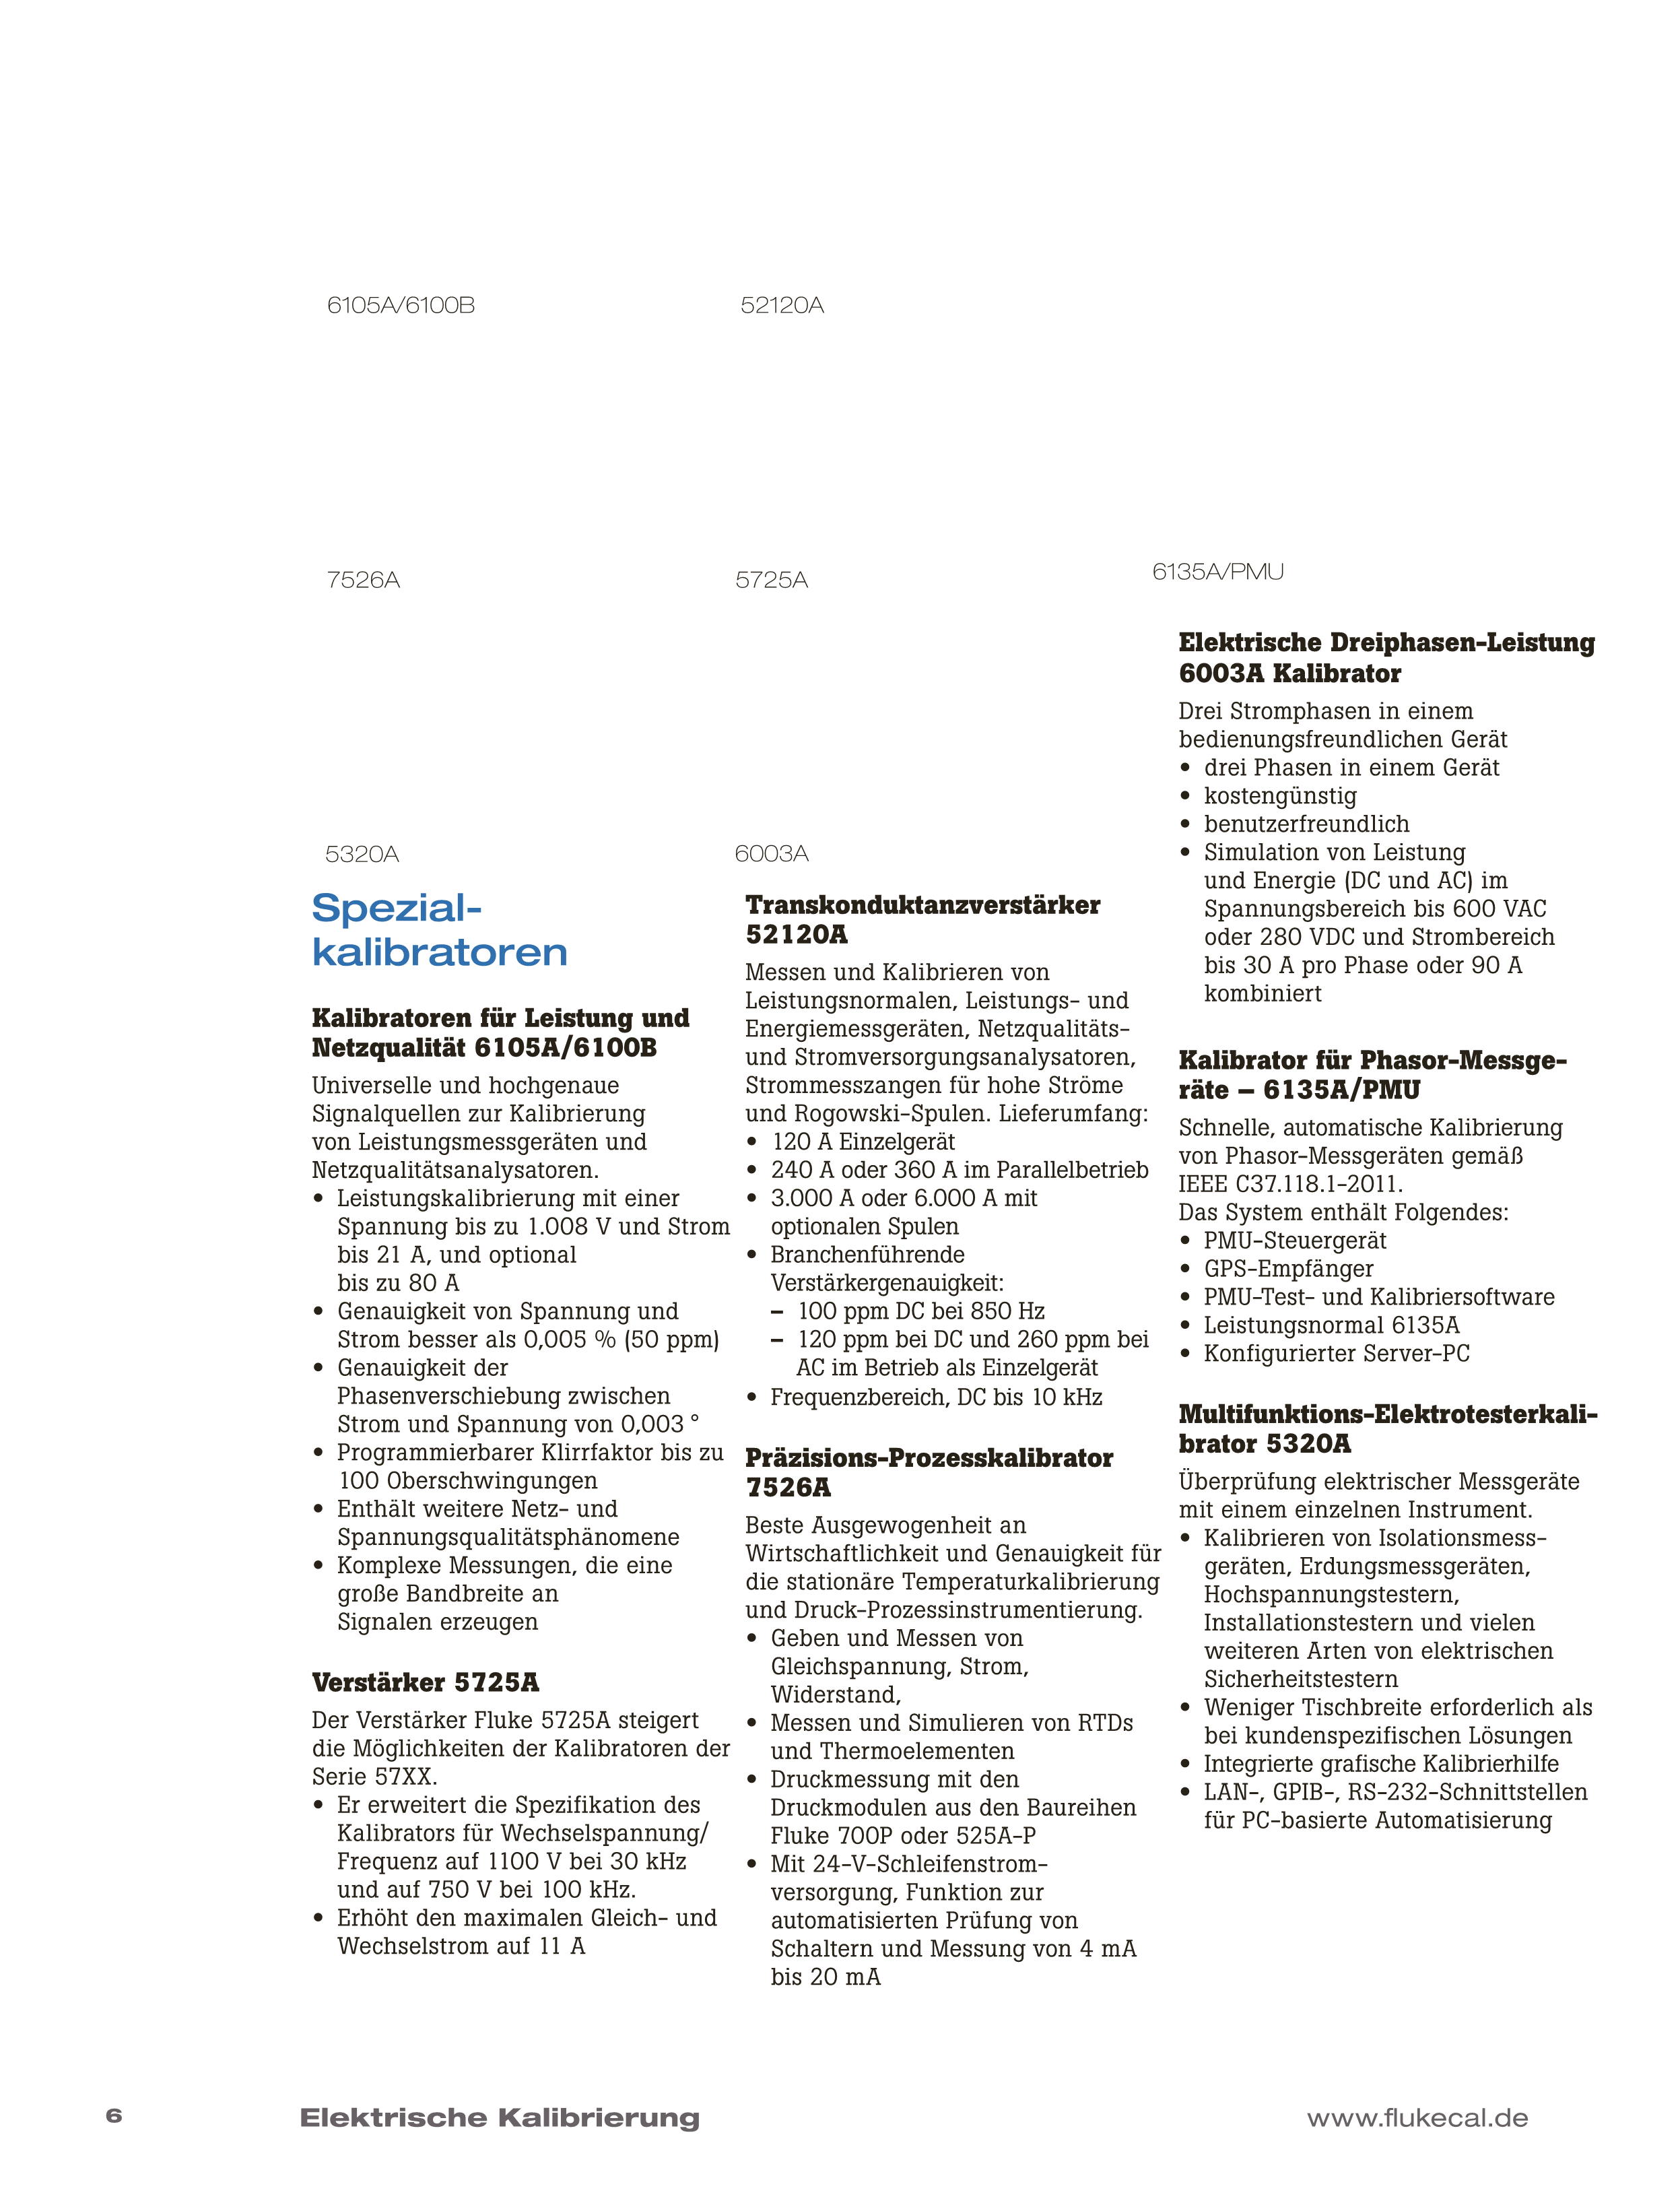 6105A/6100B
52120A
7526A
5725A
6135A/PMU
5320A
6003A
Spezial-
kalibratoren
Kalibratoren für Leistung und
Netzqualität 6105A/6100B
Universelle und hochgenaue
Signalquellen zur Kalibrierung
von Leistungsmessgeräten und
Netzqualitätsanalysatoren.
• Leistungskalibrierung mit einer
Spannung bis zu 1.008 V und Strom
bis 21 A, und optional
bis zu 80 A
• Genauigkeit von Spannung und
Strom besser als 0,005 % (50 ppm)
• Genauigkeit der
Phasenverschiebung zwischen
Strom und Spannung von 0,003 °
• Programmierbarer Klirrfaktor bis zu
100 Oberschwingungen
• Enthält weitere Netz- und
Spannungsqualitätsphänomene
• Komplexe Messungen, die eine
große Bandbreite an
Signalen erzeugen
Verstärker 5725A
Der Verstärker Fluke 5725A steigert
die Möglichkeiten der Kalibratoren der
Serie 57XX.
• Er erweitert die Spezifikation des
Kalibrators für Wechselspannung/
Frequenz auf 1100 V bei 30 kHz
und auf 750 V bei 100 kHz.
• Erhöht den maximalen Gleich- und
Wechselstrom auf 11 A
Transkonduktanzverstärker
52120A
Messen und Kalibrieren von
Leistungsnormalen, Leistungs- und
Energiemessgeräten, Netzqualitäts-
und Stromversorgungsanalysatoren,
Strommesszangen für hohe Ströme
und Rogowski-Spulen. Lieferumfang:
• 120 A Einzelgerät
• 240 A oder 360 A im Parallelbetrieb
• 3.000 A oder 6.000 A mit
optionalen Spulen
• Branchenführende
Verstärkergenauigkeit:
– 100 ppm DC bei 850 Hz
– 120 ppm bei DC und 260 ppm bei
AC im Betrieb als Einzelgerät
• Frequenzbereich, DC bis 10 kHz
Präzisions-Prozesskalibrator
7526A
Beste Ausgewogenheit an
Wirtschaftlichkeit und Genauigkeit für
die stationäre Temperaturkalibrierung
und Druck-Prozessinstrumentierung.
• Geben und Messen von
Gleichspannung, Strom,
Widerstand,
• Messen und Simulieren von RTDs
und Thermoelementen
• Druckmessung mit den
Druckmodulen aus den Baureihen
Fluke 700P oder 525A-P
• Mit 24-V-Schleifenstrom-
versorgung, Funktion zur
automatisierten Prüfung von
Schaltern und Messung von 4 mA
bis 20 mA
Elektrische Dreiphasen-Leistung
6003A Kalibrator
Drei Stromphasen in einem
bedienungsfreundlichen Gerät
• drei Phasen in einem Gerät
• kostengünstig
• benutzerfreundlich
• Simulation von Leistung
und Energie (DC und AC) im
Spannungsbereich bis 600 VAC
oder 280 VDC und Strombereich
bis 30 A pro Phase oder 90 A
kombiniert
Kalibrator für Phasor-Messge-
räte – 6135A/PMU
Schnelle, automatische Kalibrierung
von Phasor-Messgeräten gemäß
IEEE C37.118.1-2011.
Das System enthält Folgendes:
• PMU-Steuergerät
• GPS-Empfänger
• PMU-Test- und Kalibriersoftware
• Leistungsnormal 6135A
• Konfigurierter Server-PC
Multifunktions-Elektrotesterkali-
brator 5320A
Überprüfung elektrischer Messgeräte
mit einem einzelnen Instrument.
• Kalibrieren von Isolationsmess-
geräten, Erdungsmessgeräten,
Hochspannungstestern,
Installationstestern und vielen
weiteren Arten von elektrischen
Sicherheitstestern
• Weniger Tischbreite erforderlich als
bei kundenspezifischen Lösungen
• Integrierte grafische Kalibrierhilfe
• LAN-, GPIB-, RS-232-Schnittstellen
für PC-basierte Automatisierung
6
Elektrische Kalibrierung
www.flukecal.de